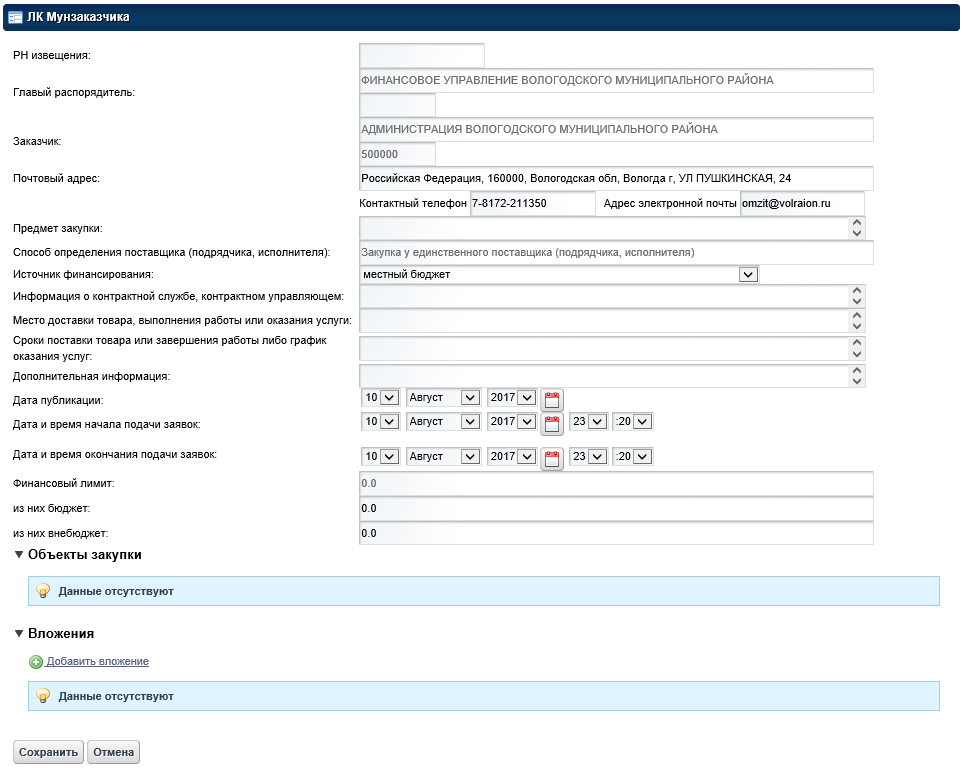 ЛК Мунзаказчика
РН извещения:
ФИНАНСОВОЕ УПРАВЛЕНИЕ ВОЛОГОДСКОГО МУНИЦИПАЛЬНОГО РАЙОНА
Главый распорядитель:
АДМИНИСТРАЦИЯ ВОЛОГОДСКОГО МУНИЦИПАЛЬНОГО РАЙОНА
Заказчик:
500000
Почтовый адрес: Российская Федерация, 160000, Вологодская обл, Вологда г, УЛ ПУШКИНСКАЯ, 24
Контактный телефон 7-8172-211350 Адрес электронной почты omzit@volraion.ru
Предмет закупки:
Способ определения поставщика (подрядчика, исполнителя): Закупка у единственного поставщика (подрядчика, исполнителя)
Источник финансирования: местный бюджет
Информация о контрактной службе, контрактном управляющем:
Место доставки товара, выполнения работы или оказания услуги:
Сроки поставки товара или завершения работы либо график
оказания услуг:
Дополнительная информация:
Дата публикации: 10 Август 2017
Дата и время начала подачи заявок: 10 Август 2017 23 :20
Дата и время окончания подачи заявок: 10 Август 2017 23 :20
Финансовый лимит: 0.0
из них бюджет: 0.0
из них внебюджет: 0.0
Объекты закупки
Данные отсутствуют
Вложения
Добавить вложение
Данные отсутствуют
Сохранить Отмена